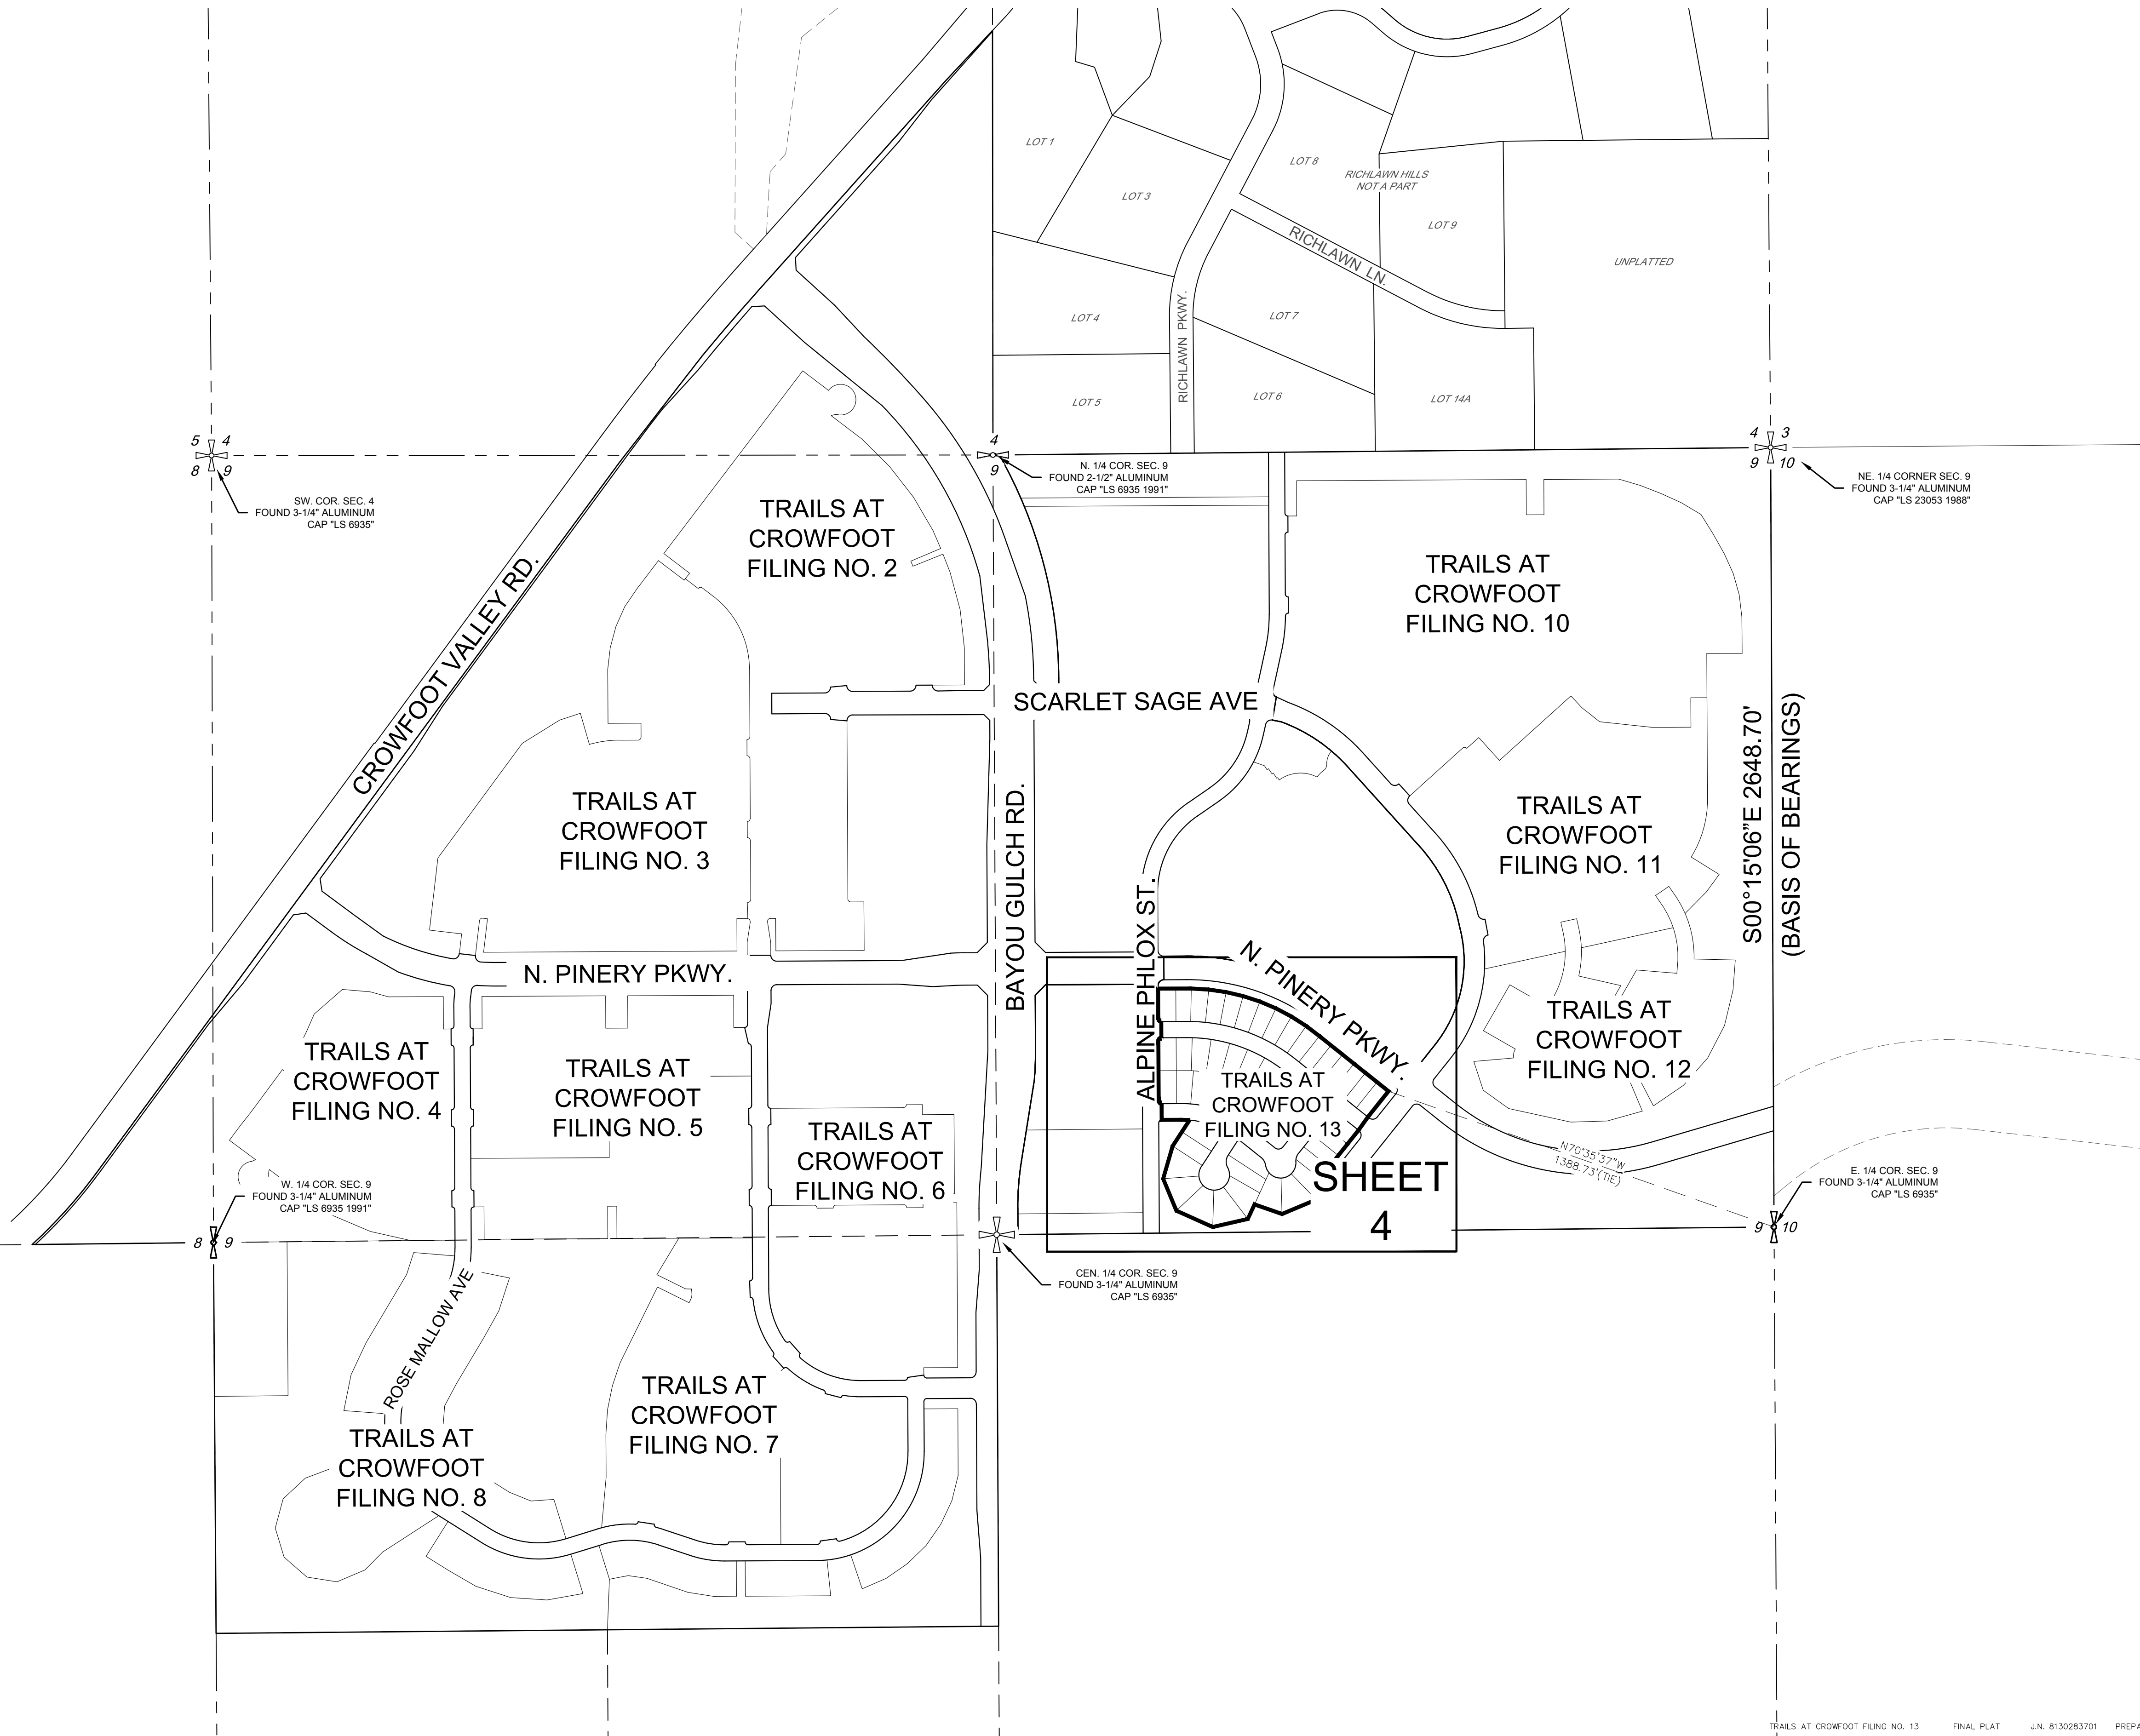 LOT 1
LOT 3
LOT 8
RICHLAWN HILLS
NOT A PART
LOT 9
RICHLAWN LN.
UNPLATTED
LOT 4
LOT 7
RICHLAWN PKWY.
LOT 5
LOT 6
LOT 14A
5 4
8 9
SW. COR. SEC. 4
FOUND 3-1/4" ALUMINUM
CAP "LS 6935"
4
9
N. 1/4 COR. SEC. 9
FOUND 2-1/2" ALUMINUM
CAP "LS 6935 1991"
4 3
9 10
NE. 1/4 CORNER SEC. 9
FOUND 3-1/4" ALUMINUM
CAP "LS 23053 1988"
TRAILS AT
CROWFOOT
FILING NO. 2
TRAILS AT
CROWFOOT
FILING NO. 10
CROWFOOT VALLEY RD.
SCARLET SAGE AVE
S00°15'06"E 2648.70'
(BASIS OF BEARINGS)
TRAILS AT
CROWFOOT
FILING NO. 3
BAYOU GULCH RD.
TRAILS AT
CROWFOOT
FILING NO. 11
ALPINE PHLOX ST.
N. PINERY PKWY.
N. PINERY PKWY.
TRAILS AT
CROWFOOT
FILING NO. 4
TRAILS AT
CROWFOOT
FILING NO. 5
TRAILS AT
CROWFOOT
FILING NO. 6
TRAILS AT
CROWFOOT
FILING NO. 13
TRAILS AT
CROWFOOT
FILING NO. 12
SHEET
4
N70°35'37"W
1388.73'(TIE)
W. 1/4 COR. SEC. 9
FOUND 3-1/4" ALUMINUM
CAP "LS 6935 1991"
8 9
E. 1/4 COR. SEC. 9
FOUND 3-1/4" ALUMINUM
CAP "LS 6935"
9 10
CEN. 1/4 COR. SEC. 9
FOUND 3-1/4" ALUMINUM
CAP "LS 6935"
ROSE MALLOW AVE
TRAILS AT
CROWFOOT
FILING NO. 7
TRAILS AT
CROWFOOT
FILING NO. 8
TRAILS AT CROWFOOT FILING NO. 13 FINAL PLAT J.N. 8130283701 PREPA